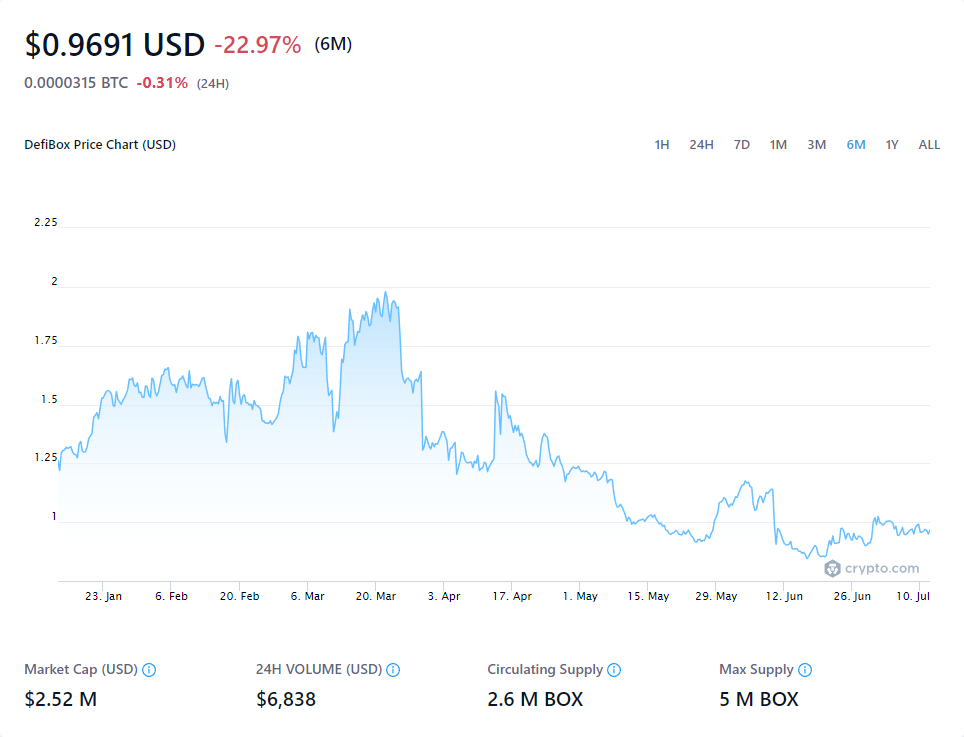 $0.9691 USD -22.97% (6M)
0.0000315 BTC -0.31% (24H)
DefiBox Price Chart (USD) 1H 24H 7D 1M 3M 6M 1Y ALL
2.25
2
1.75
1.5
1.25
1
crypto.com
23. Jan 6. Feb 20. Feb 6. Mar 20. Mar 3. Apr 17. Apr 1. May 15. May 29. May 12. Jun 26. Jun 10. Jul
Market Cap (USD) 24H VOLUME (USD) Circulating Supply Max Supply
$2.52 M $6,838 2.6 M BOX 5 M BOX